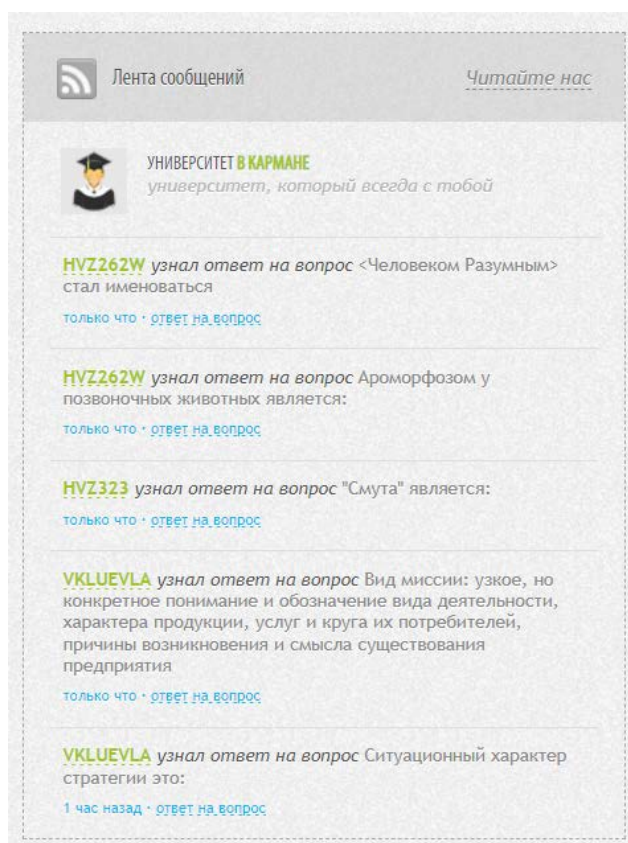 Лента сообщений Читайте нас
УНИВЕРСИТЕТ В КАРМАНЕ
университет, который всегда с тобой
HVZ262W узнал ответ на вопрос <Человеком Разумным>
стал именоваться
только что · ответ на вопрос
HVZ262W узнал ответ на вопрос Ароморфозом у
позвоночных животных является:
только что · ответ на вопрос
HVZ323 узнал ответ на вопрос "Смута" является:
только что · ответ на вопрос
VKLUEVLA узнал ответ на вопрос Вид миссии: узкое, но
конкретное понимание и обозначение вида деятельности,
характера продукции, услуг и круга их потребителей,
причины возникновения и смысла существования
предприятия
только что · ответ на вопрос
VKLUEVLA узнал ответ на вопрос Ситуационный характер
стратегии это:
1 час назад · ответ на вопрос